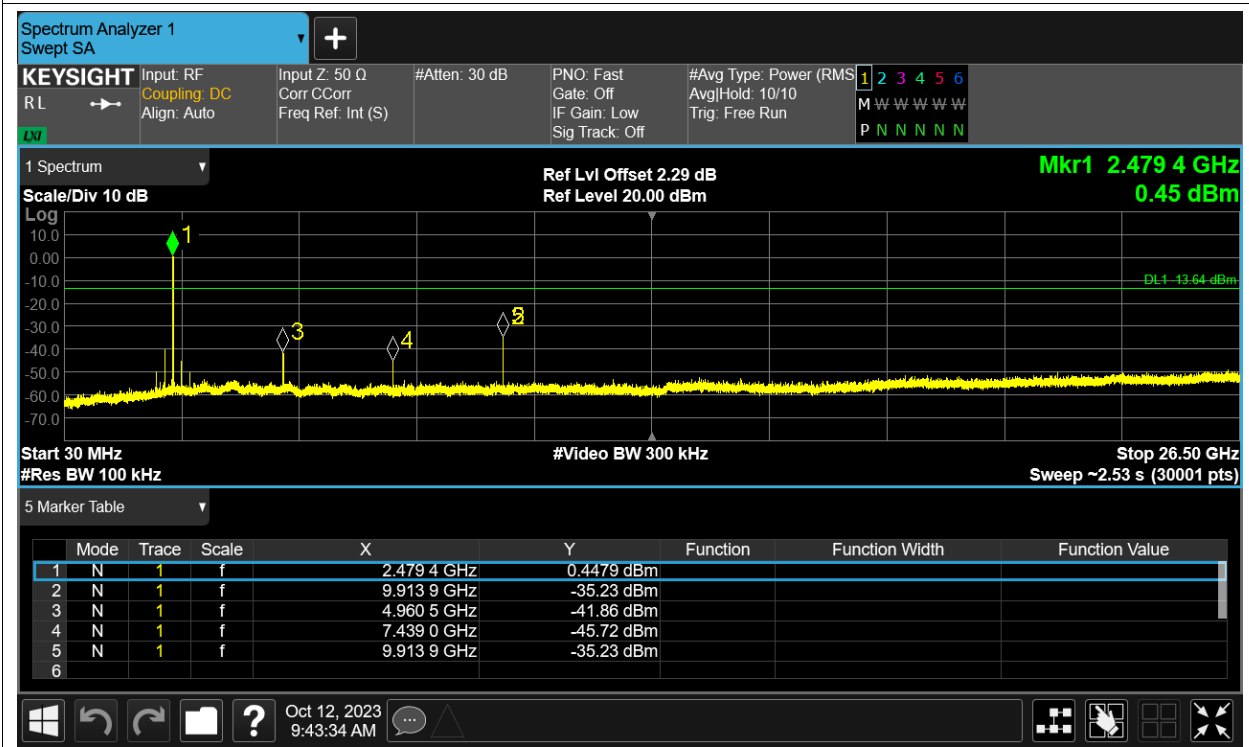 Spectrum Analyzer 1
Swept SA
KEYSIGHT Input: RF Input Z: 50 Ω #Atten: 30 dB PNO: Fast #Avg Type: Power (RMS 1 2 3 4 5 6
R L Coupling: DC Corr CCorr Gate: Off Avg|Hold: 10/10 M W W W W W W
Align: Auto Freq Ref: Int (S) IF Gain: Low Trig: Free Run
LXI Sig Track: Off P N N N N N
1 Spectrum Ref Lvl Offset 2.29 dB Mkr1 2.479 4 GHz
Scale/Div 10 dB Ref Level 20.00 dBm 0.45 dBm
Log
10.0 1
0.00
-10.0 DL1 -13.64 dBm
-20.0
-30.0 3
-40.0 4
-50.0
-60.0
-70.0
Start 30 MHz #Video BW 300 kHz Stop 26.50 GHz
#Res BW 100 kHz Sweep ~2.53 s (30001 pts)
5 Marker Table
Mode Trace Scale X Y Function Function Width Function Value
1 N 1 f 2.479 4 GHz 0.4479 dBm
2 N 1 f 9.913 9 GHz -35.23 dBm
3 N 1 f 4.960 5 GHz -41.86 dBm
4 N 1 f 7.439 0 GHz -45.72 dBm
5 N 1 f 9.913 9 GHz -35.23 dBm
6
? Oct 12, 2023
9:43:34 AM